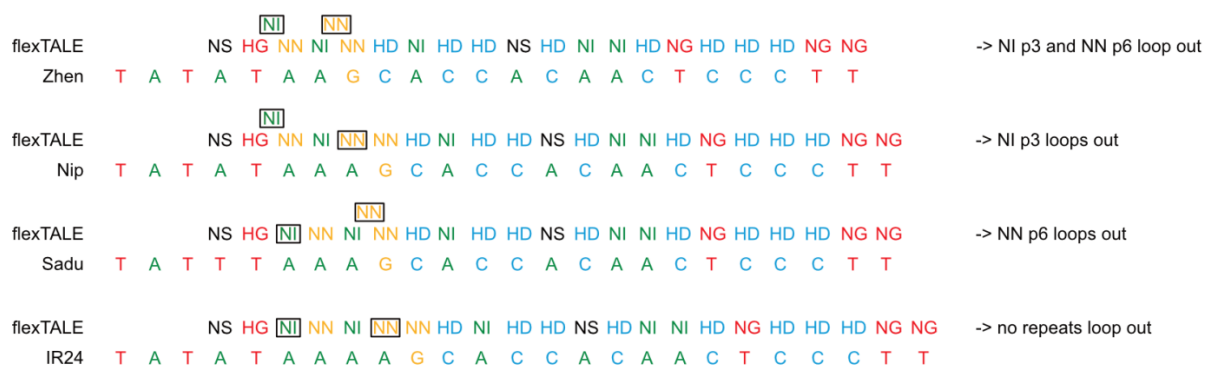 NI NN
flexTALE NS HG NN NI NN HD NI HD HD NS HD NI NI HD NG HD HD HD NG NG -> NI p3 and NN p6 loop out
Zhen T A T A T A A G C A C C A C A A C T C C C T T
NI
flexTALE NS HG NN NI NN NN HD NI HD HD NS HD NI NI HD NG HD HD HD NG NG -> NI p3 loops out
Nip T A T A T A A A G C A C C A C A A C T C C C T T
NN
flexTALE NS HG NI NN NI NN HD NI HD HD NS HD NI NI HD NG HD HD HD NG NG -> NN p6 loops out
Sadu T A T T T A A A G C A C C A C A A C T C C C T T
flexTALE NS HG NI NN NI NN NN HD NI HD HD NS HD NI NI HD NG HD HD HD NG NG -> no repeats loop out
IR24 T A T A T A A A A G C A C C A C A A C T C C C T T